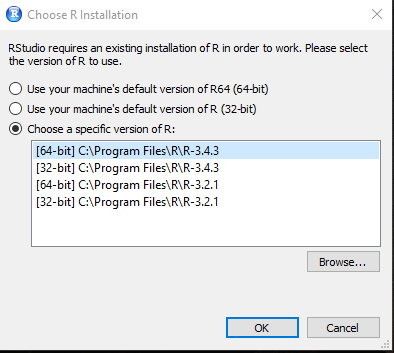 Choose R Installation
RStudio requires an existing installation of R in order to work. Please select
the version of R to use.
Use your machine's default version of R64 (64-bit)
Use your machine's default version of R (32-bit)
Choose a specific version of R:
[64-bit] C:\Program Files\R\R-3.4.3
[32-bit] C:\Program Files\R\R-3.4.3
[64-bit] C:\Program Files\R\R-3.2.1
[32-bit] C:\Program Files\R\R-3.2.1
Browse...
OK
Cancel